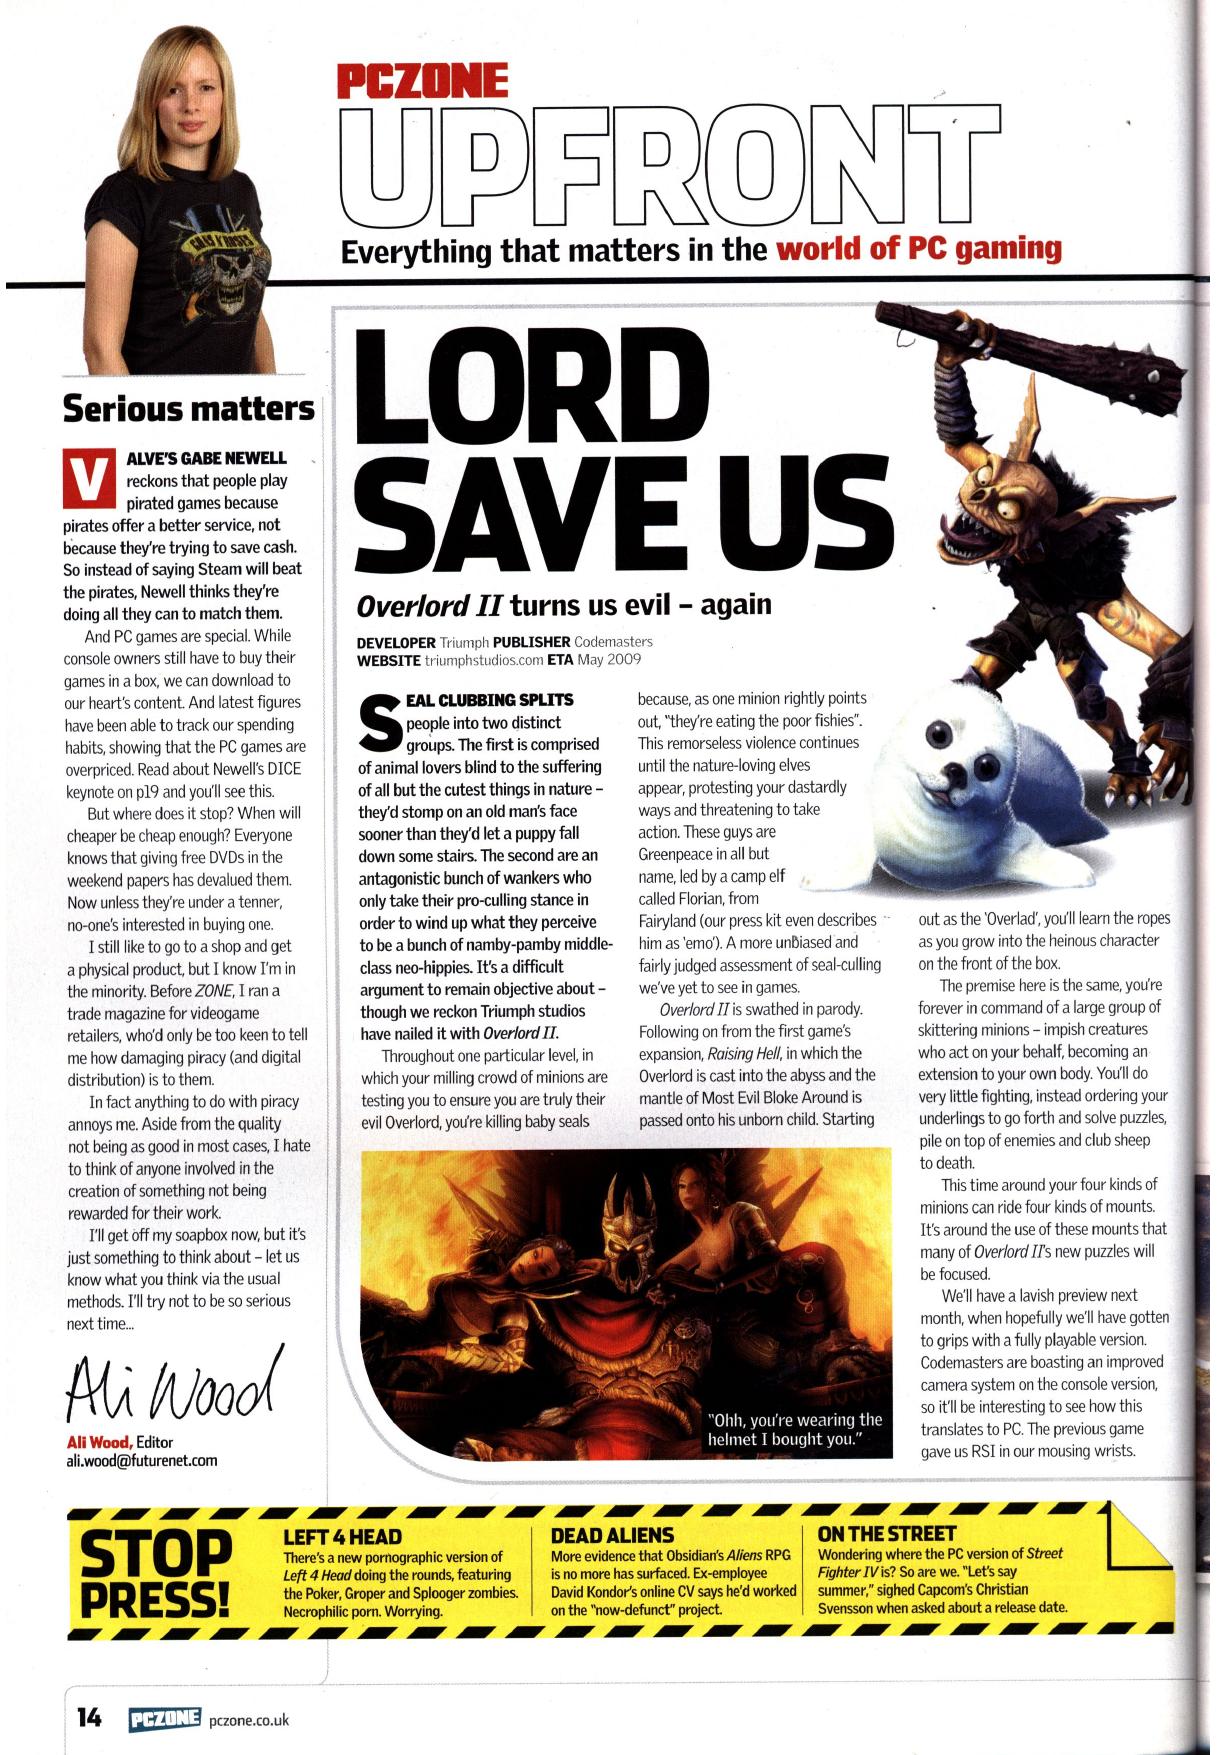 PCZONE
UPFRONT
Everything that matters in the world of PC gaming
GUNS N' ROSES
Serious matters
VALVE'S GABE NEWELL
reckons that people play
pirated games because
pirates offer a better service, not
because they're trying to save cash.
So instead of saying Steam will beat
the pirates, Newell thinks they're
doing all they can to match them.
And PC games are special. While
console owners still have to buy their
games in a box, we can download to
our heart's content. And latest figures
have been able to track our spending
habits, showing that the PC games are
overpriced. Read about Newell's DICE
keynote on p19 and you'll see this.
But where does it stop? When will
cheaper be cheap enough? Everyone
knows that giving free DVDs in the
weekend papers has devalued them.
Now unless they're under a tenner,
no-one's interested in buying one.
I still like to go to a shop and get
a physical product, but I know I'm in
the minority. Before ZONE, I ran a
trade magazine for videogame
retailers, who'd only be too keen to tell
me how damaging piracy (and digital
distribution) is to them.
In fact anything to do with piracy
annoys me. Aside from the quality
not being as good in most cases, I hate
to think of anyone involved in the
creation of something not being
rewarded for their work.
I'll get off my soapbox now, but it's
just something to think about – let us
know what you think via the usual
methods. I'll try not to be so serious
next time...
Ali Wood
Ali Wood, Editor
ali.wood@futurenet.com
LORD
SAVE US
Overlord II turns us evil – again
DEVELOPER Triumph PUBLISHER Codemasters
WEBSITE triumphstudios.com ETA May 2009
SEAL CLUBBING SPLITS
people into two distinct
groups. The first is comprised
of animal lovers blind to the suffering
of all but the cutest things in nature –
they'd stomp on an old man's face
sooner than they'd let a puppy fall
down some stairs. The second are an
antagonistic bunch of wankers who
only take their pro-culling stance in
order to wind up what they perceive
to be a bunch of namby-pamby middle-
class neo-hippies. It's a difficult
argument to remain objective about –
though we reckon Triumph studios
have nailed it with Overlord II.
Throughout one particular level, in
which your milling crowd of minions are
testing you to ensure you are truly their
evil Overlord, you're killing baby seals
because, as one minion rightly points
out, "they're eating the poor fishies".
This remorseless violence continues
until the nature-loving elves
appear, protesting your dastardly
ways and threatening to take
action. These guys are
Greenpeace in all but
name, led by a camp elf
called Florian, from
Fairyland (our press kit even describes
him as 'emo'). A more unbiased and
fairly judged assessment of seal-culling
we've yet to see in games.
Overlord II is swathed in parody.
Following on from the first game's
expansion, Raising Hell, in which the
Overlord is cast into the abyss and the
mantle of Most Evil Bloke Around is
passed onto his unborn child. Starting
out as the 'Overlad', you'll learn the ropes
as you grow into the heinous character
on the front of the box.
The premise here is the same, you're
forever in command of a large group of
skittering minions – impish creatures
who act on your behalf, becoming an
extension to your own body. You'll do
very little fighting, instead ordering your
underlings to go forth and solve puzzles,
pile on top of enemies and club sheep
to death.
This time around your four kinds of
minions can ride four kinds of mounts.
It's around the use of these mounts that
many of Overlord II's new puzzles will
be focused.
We'll have a lavish preview next
month, when hopefully we'll have gotten
to grips with a fully playable version.
Codemasters are boasting an improved
camera system on the console version,
so it'll be interesting to see how this
translates to PC. The previous game
gave us RSI in our mousing wrists.
"Ohh, you're wearing the
helmet I bought you."
STOP
PRESS!
LEFT 4 HEAD
There's a new pornographic version of
Left 4 Head doing the rounds, featuring
the Poker, Groper and Splooger zombies.
Necrophilic porn. Worrying.
DEAD ALIENS
More evidence that Obsidian's Aliens RPG
is no more has surfaced. Ex-employee
David Kondor's online CV says he'd worked
on the "now-defunct" project.
ON THE STREET
Wondering where the PC version of Street
Fighter IV is? So are we. "Let's say
summer," sighed Capcom's Christian
Svensson when asked about a release date.
14 PCZONE pczone.co.uk